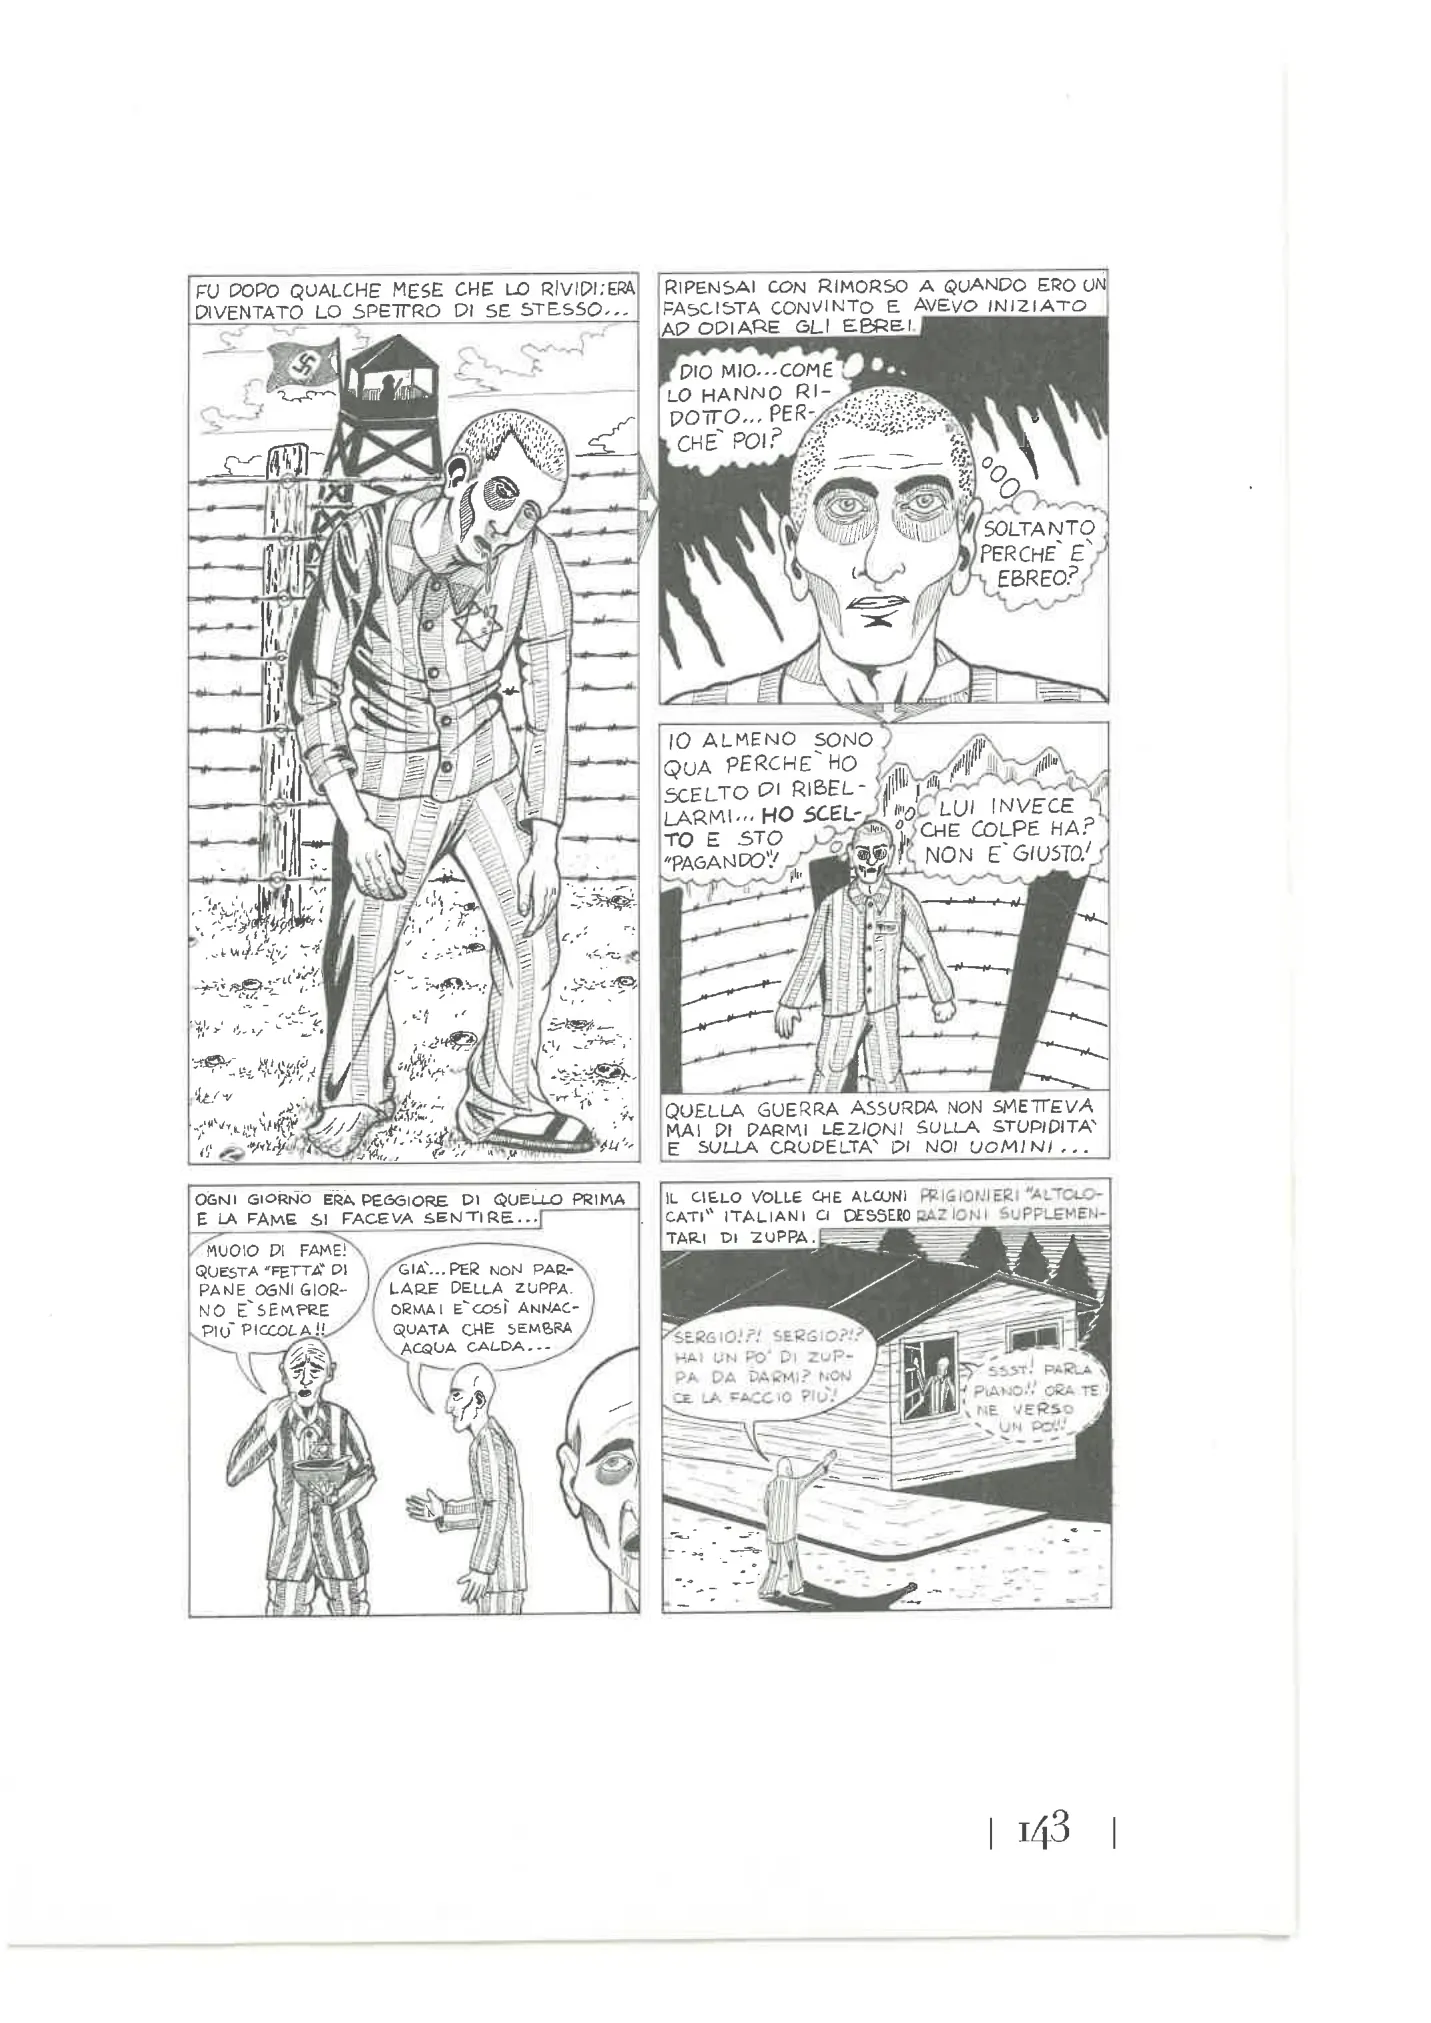 FU DOPO QUALCHE MESE CHE LO RIVIDI: ERA
DIVENTATO LO SPETTRO DI SE STESSO...
RIPENSAI CON RIMORSO A QUANDO ERO UN
FASCISTA CONVINTO E AVEVO INIZIATO
AD ODIARE GLI EBREI.
DIO MIO...COME
LO HANNO RI-
DOTTO... PER-
CHE` POI?
SOLTANTO
PERCHE` E`
EBREO?
IO ALMENO SONO
QUA PERCHE` HO
SCELTO DI RIBEL-
LARMI... HO SCEL-
TO E STO
"PAGANDO"!
LUI INVECE
CHE COLPE HA?
NON E` GIUSTO!
QUELLA GUERRA ASSURDA NON SMETTEVA
MAI DI DARMI LEZIONI SULLA STUPIDITA`
E SULLA CRUDELTA` DI NOI UOMINI...
OGNI GIORNO ERA PEGGIORE DI QUELLO PRIMA
E LA FAME SI FACEVA SENTIRE...
MUOIO DI FAME!
QUESTA "FETTA" DI
PANE OGNI GIOR-
NO E` SEMPRE
PIU` PICCOLA!!
GIA`...PER NON PAR-
LARE DELLA ZUPPA.
ORMAI E` COSÌ ANNAC-
QUATA CHE SEMBRA
ACQUA CALDA...
IL CIELO VOLLE CHE ALCUNI PRIGIONIERI "ALTOLO-
CATI" ITALIANI CI DESSERO RAZIONI SUPPLEMEN-
TARI DI ZUPPA.
SERGIO!?! SERGIO?!?
HAI UN PO' DI ZUP-
PA DA DARMI? NON
CE LA FACCIO PIU`!
SSST! PARLA
PIANO!! ORA TE
NE VERSO
UN PO'!!
| 143 |